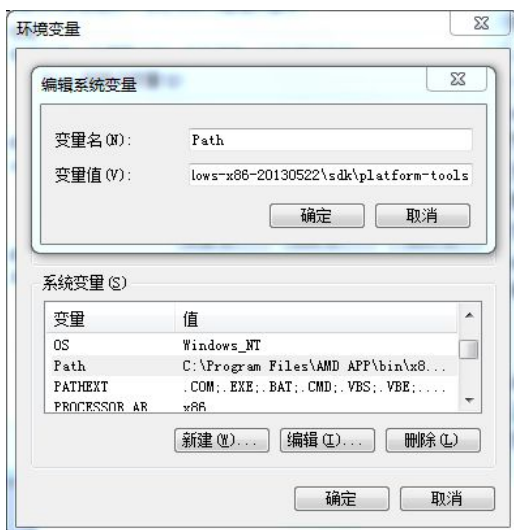 环境变量
编辑系统变量
变量名(N):
Path
变量值(V):
lows-x86-20130522\sdk\platform-tools
确定
取消
系统变量(S)
变量 值
OS Windows_NT
Path C:\Program Files\AMD APP\bin\x8...
PATHEXT .COM;.EXE;.BAT;.CMD;.VBS;.VBE;....
PROCESSOR_AR x86
新建(W)...
编辑(I)...
删除(L)
确定
取消